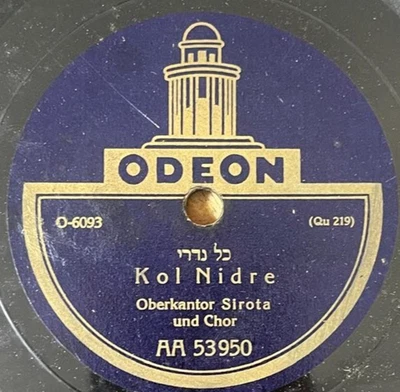 ODEON
O-6093 (Qu 219)
כל נדרי
Kol Nidre
Oberkantor Sirota
und Chor
AA 53950